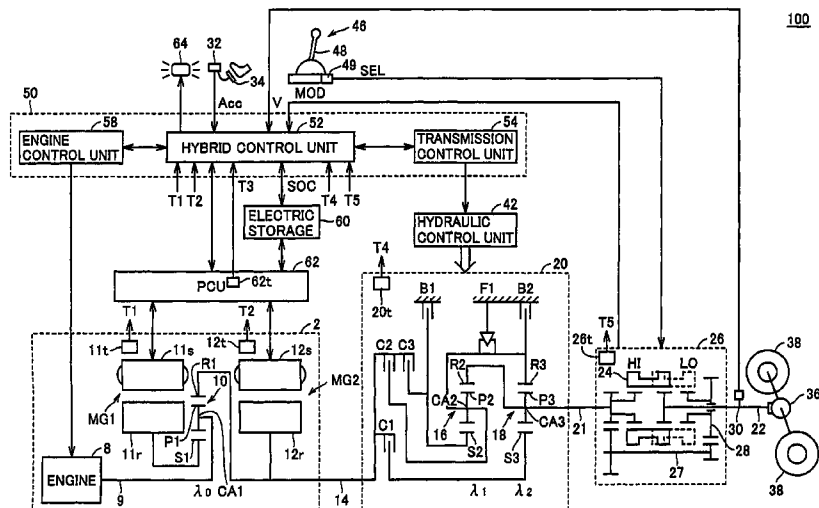 100
46
64
32
48
34
49
SEL
MOD
Acc
V
50
58
52
54
ENGINE CONTROL UNIT
HYBRID CONTROL UNIT
TRANSMISSION CONTROL UNIT
T1 T2
T3
SOC
T4 T5
ELECTRIC STORAGE
60
HYDRAULIC CONTROL UNIT
42
62
PCU
62t
T4
20t
20
T1
T2
2
B1
F1
B2
T5
26
11t
11s
12t
12s
R1
10
MG1
MG2
C2
C3
R2
R3
26t
24
HI
LO
38
CA2
P2
P3
36
16
18
CA3
21
30
22
11r
P1
S1
12r
C1
S2
S3
28
27
8
ENGINE
9
λ0
CA1
14
λ1
λ2
38